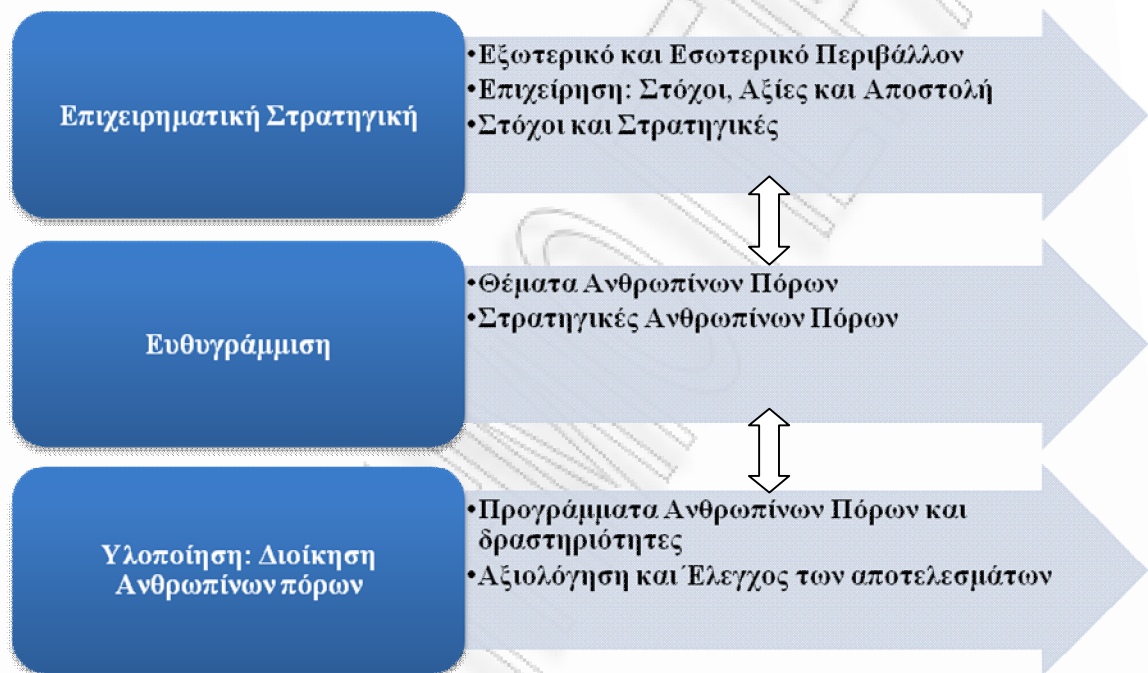 Επιχειρηματική Στρατηγική
•Εξωτερικό και Εσωτερικό Περιβάλλον
•Επιχείρηση: Στόχοι, Αξίες και Αποστολή
•Στόχοι και Στρατηγικές
Ευθυγράμμιση
•Θέματα Ανθρωπίνων Πόρων
•Στρατηγικές Ανθρωπίνων Πόρων
Υλοποίηση: Διοίκηση
Ανθρωπίνων πόρων
•Προγράμματα Ανθρωπίνων Πόρων και
δραστηριότητες
•Αξιολόγηση και Έλεγχος των αποτελεσμάτων